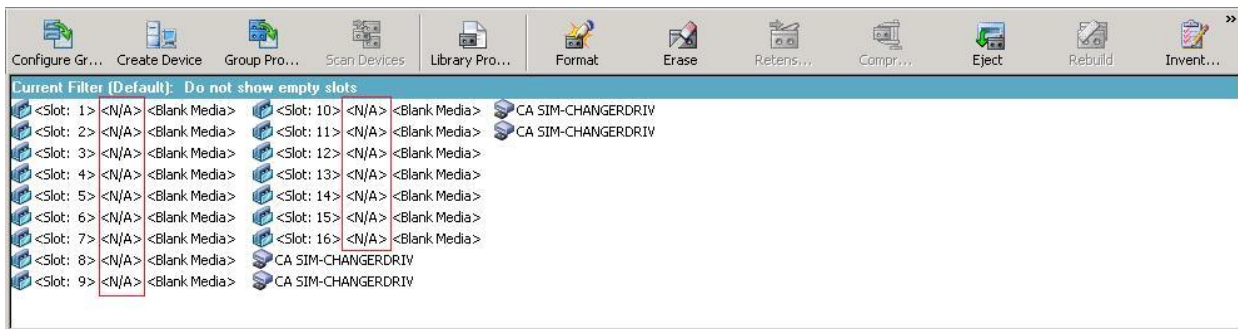 »
Configure Gr... Create Device Group Pro... Scan Devices Library Pro... Format Erase Retens... Compr... Eject Rebuild Invent...
Current Filter (Default): Do not show empty slots
<Slot: 1> <N/A> <Blank Media> <Slot: 10> <N/A> <Blank Media> CA SIM-CHANGERDRIV
<Slot: 2> <N/A> <Blank Media> <Slot: 11> <N/A> <Blank Media> CA SIM-CHANGERDRIV
<Slot: 3> <N/A> <Blank Media> <Slot: 12> <N/A> <Blank Media>
<Slot: 4> <N/A> <Blank Media> <Slot: 13> <N/A> <Blank Media>
<Slot: 5> <N/A> <Blank Media> <Slot: 14> <N/A> <Blank Media>
<Slot: 6> <N/A> <Blank Media> <Slot: 15> <N/A> <Blank Media>
<Slot: 7> <N/A> <Blank Media> <Slot: 16> <N/A> <Blank Media>
<Slot: 8> <N/A> <Blank Media> CA SIM-CHANGERDRIV
<Slot: 9> <N/A> <Blank Media> CA SIM-CHANGERDRIV